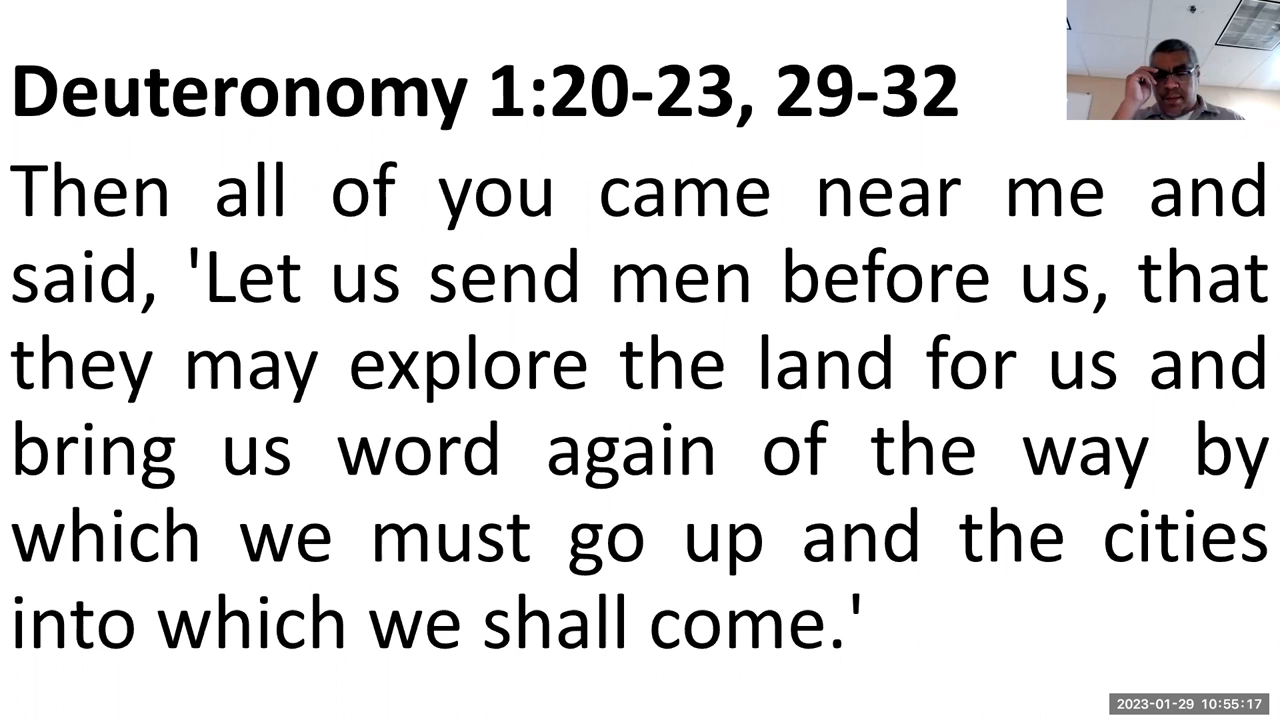 Deuteronomy 1:20-23, 29-32
Then all of you came near me and
said, 'Let us send men before us, that
they may explore the land for us and
bring us word again of the way by
which we must go up and the cities
into which we shall come.'
2023-01-29 10:55:17